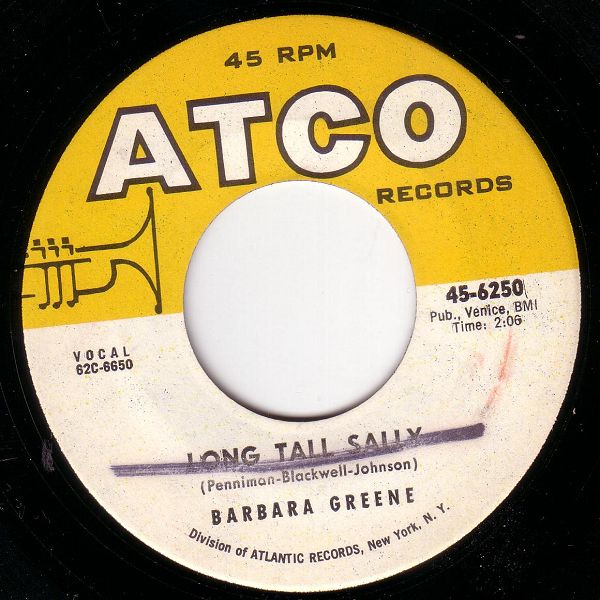 45 RPM
ATCO
RECORDS
45-6250
Pub., Venice, BMI
Time: 2:06
VOCAL
62C-6650
LONG TALL SALLY
(Penniman-Blackwell-Johnson)
BARBARA GREENE
Division of ATLANTIC RECORDS, New York, N. Y.